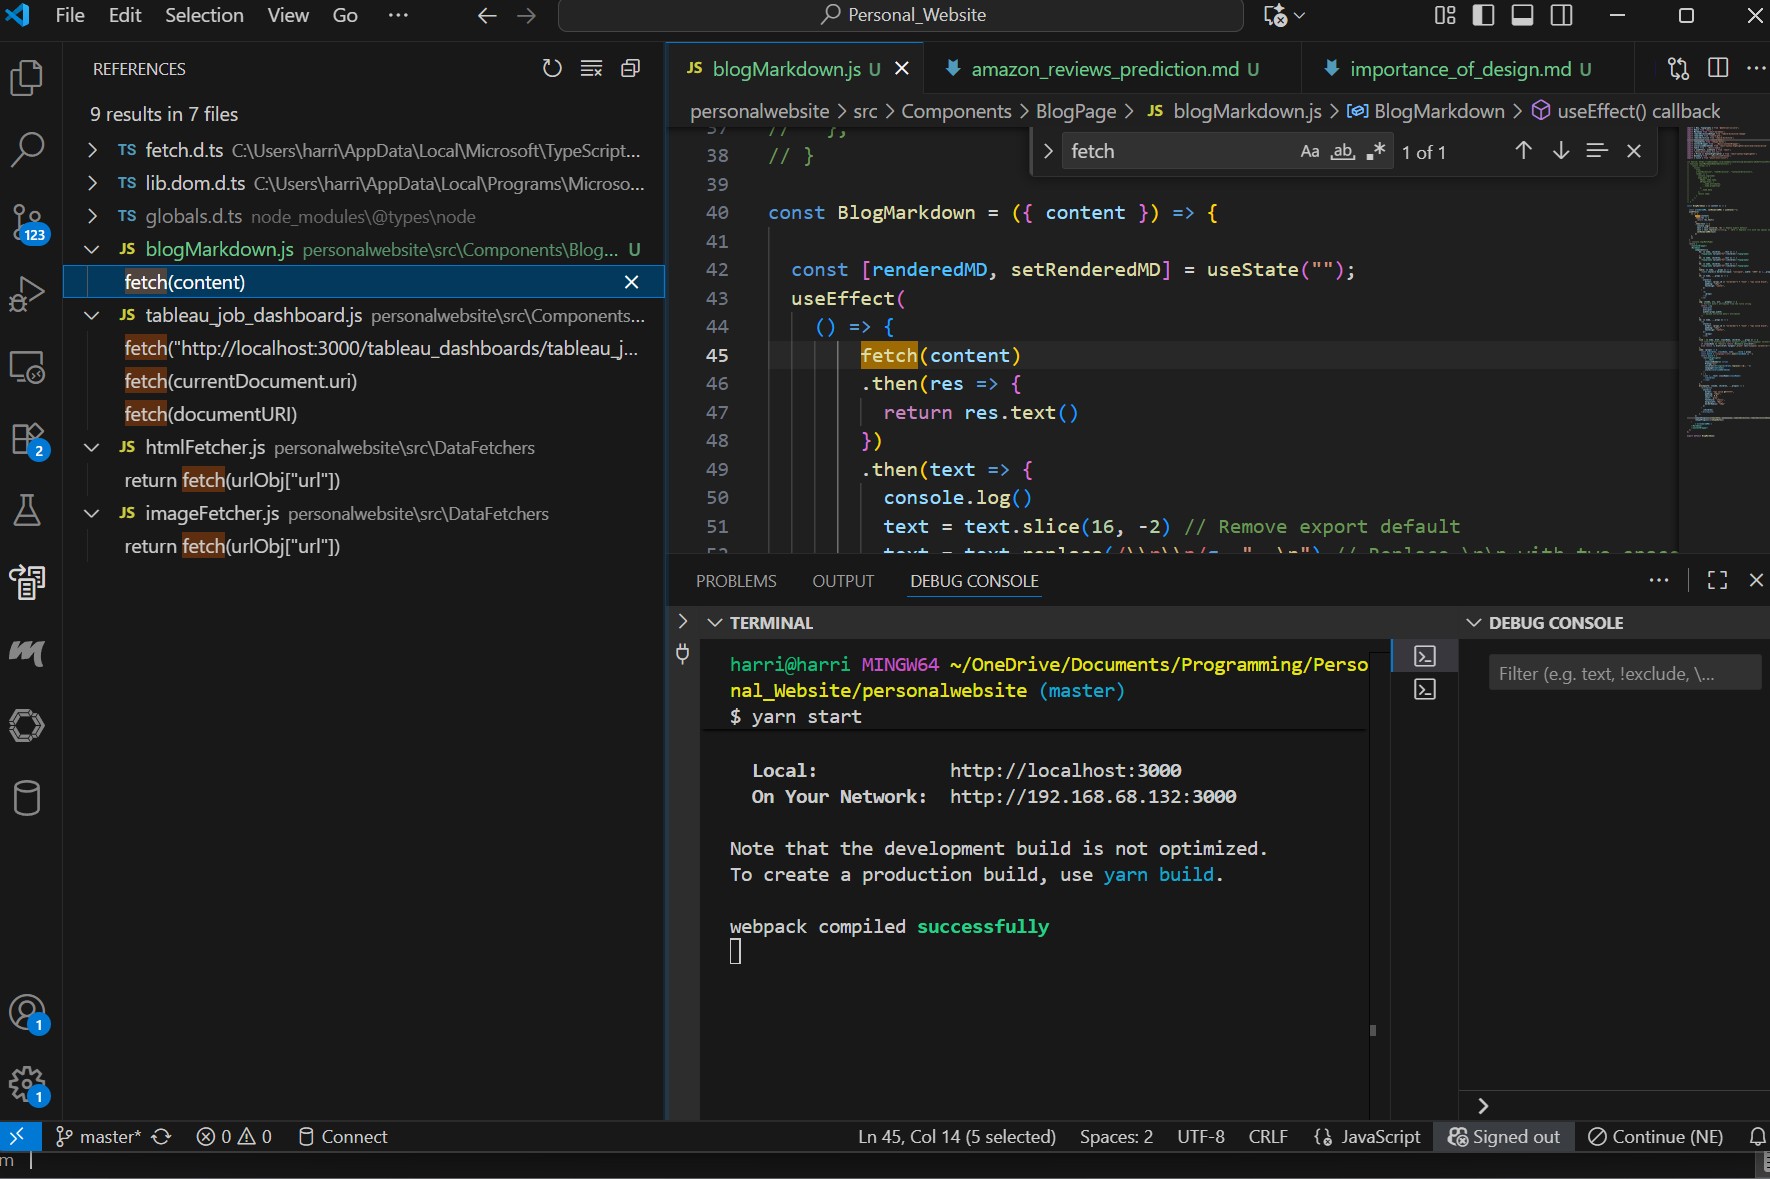 File Edit Selection View Go ··· Personal_Website
REFERENCES
9 results in 7 files
TS fetch.d.ts C:\Users\harri\AppData\Local\Microsoft\TypeScript...
TS lib.dom.d.ts C:\Users\harri\AppData\Local\Programs\Microso...
TS globals.d.ts node_modules\@types\node
JS blogMarkdown.js personalwebsite\src\Components\Blog... U
fetch(content)
JS tableau_job_dashboard.js personalwebsite\src\Components...
fetch("http://localhost:3000/tableau_dashboards/tableau_j...
fetch(currentDocument.uri)
fetch(documentURI)
JS htmlFetcher.js personalwebsite\src\DataFetchers
return fetch(urlObj["url"])
JS imageFetcher.js personalwebsite\src\DataFetchers
return fetch(urlObj["url"])
123
2
1
1
JS blogMarkdown.js U amazon_reviews_prediction.md U importance_of_design.md U
personalwebsite > src > Components > BlogPage > JS blogMarkdown.js > BlogMarkdown > useEffect() callback
fetch Aa ab 1 of 1
37 // };
38 // }
39
40 const BlogMarkdown = ({ content }) => {
41
42 const [renderedMD, setRenderedMD] = useState("");
43 useEffect(
44 () => {
45 fetch(content)
46 .then(res => {
47 return res.text()
48 })
49 .then(text => {
50 console.log()
51 text = text.slice(16, -2) // Remove export default
PROBLEMS OUTPUT DEBUG CONSOLE
TERMINAL
harri@harri MINGW64 ~/OneDrive/Documents/Programming/Perso
nal_Website/personalwebsite (master)
$ yarn start
Local: http://localhost:3000
On Your Network: http://192.168.68.132:3000
Note that the development build is not optimized.
To create a production build, use yarn build.
webpack compiled successfully
DEBUG CONSOLE
Filter (e.g. text, !exclude, \...
master* 0 0 Connect Ln 45, Col 14 (5 selected) Spaces: 2 UTF-8 CRLF JavaScript Signed out Continue (NE)
m